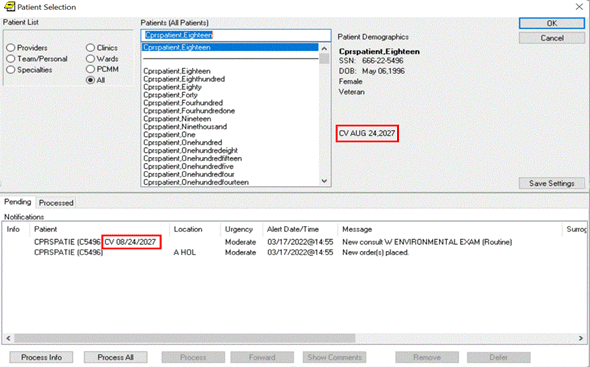 Patient Selection
Patient List
Providers
Clinics
Team/Personal
Wards
Specialties
PCMM
All
Patients (All Patients)
Cprspatient,Eighteen
Cprspatient,Eighteen
Cprspatient,Eighteen
Cprspatient,Eighthundred
Cprspatient,Eighty
Cprspatient,Forty
Cprspatient,Fourhundred
Cprspatient,Fourhundredone
Cprspatient,Nineteen
Cprspatient,Ninethousand
Cprspatient,One
Cprspatient,Onehundred
Cprspatient,Onehundredeight
Cprspatient,Onehundredfifteen
Cprspatient,Onehundredfive
Cprspatient,Onehundredfour
Cprspatient,Onehundredfourteen
Patient Demographics
Cprspatient,Eighteen
SSN: 666-22-5496
DOB: May 06,1996
Female
Veteran
CV AUG 24,2027
OK
Cancel
Save Settings
Pending Processed
Notifications
Info Patient Location Urgency Alert Date/Time Message Surrog
CPRSPATIE (C5496) CV 08/24/2027 Moderate 03/17/2022@14:55 New consult W ENVIRONMENTAL EXAM (Routine)
CPRSPATIE (C5496) A HOL Moderate 03/17/2022@14:55 New order(s) placed.
Process Info Process All Process Forward Show Comments Remove Defer